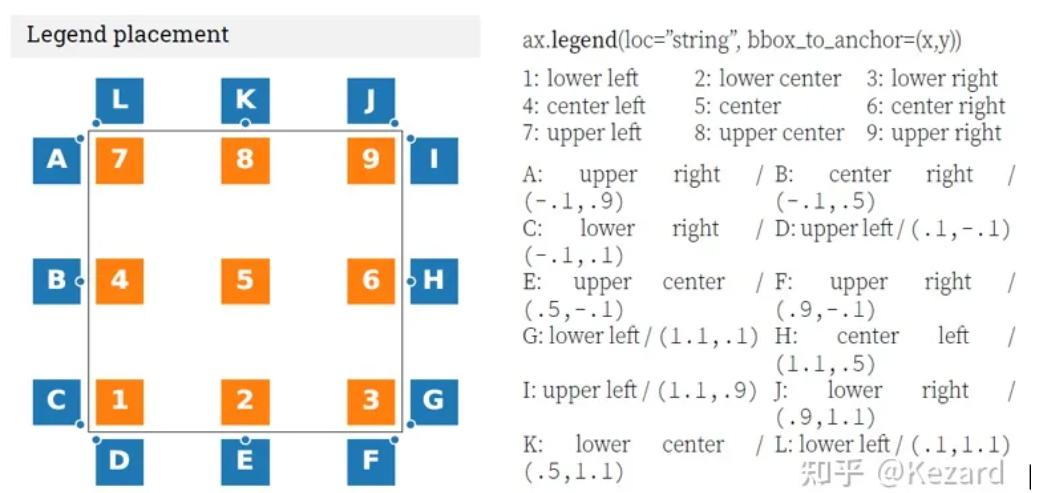 Legend placement
L K J
A 7 8 9 I
B 4 5 6 H
C 1 2 3 G
D E F
ax.legend(loc="string", bbox_to_anchor=(x,y))
1: lower left 2: lower center 3: lower right
4: center left 5: center 6: center right
7: upper left 8: upper center 9: upper right
A: upper right / B: center right /
(-.1,.9) (-.1,.5)
C: lower right / D: upper left / (.1,-.1)
(-.1,.1)
E: upper center / F: upper right /
(.5,-.1) (.9,-.1)
G: lower left / (1.1,.1) H: center left /
(1.1,.5)
I: upper left / (1.1,.9) J: lower right /
(.9,1.1)
K: lower center / L: lower left / (.1,1.1)
(.5,1.1)
知乎 @Kezard